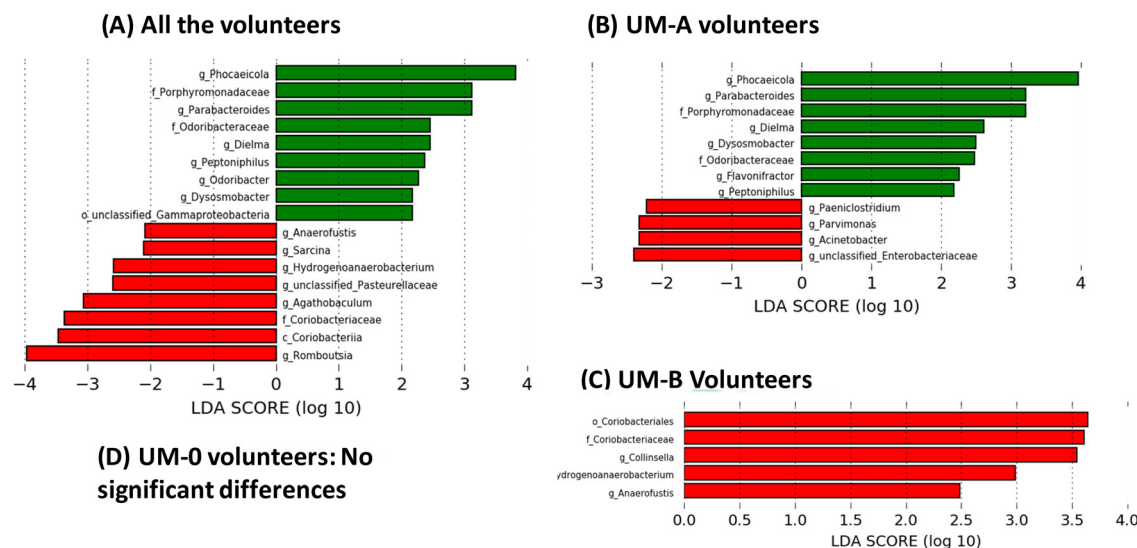 (A) All the volunteers
g_Phocaeicola
f_Porphyromonadaceae
g_Parabacteroides
f_Odoribacteraceae
g_Dielma
g_Peptoniphilus
g_Odoribacter
g_Dysosmobacter
o_unclassified_Gammaproteobacteria
g_Anaerofustis
g_Sarcina
g_Hydrogenoanaerobacterium
g_unclassified_Pasteurellaceae
g_Agathobaculum
f_Coriobacteriaceae
c_Coriobacteriia
g_Romboutsia
−4 −3 −2 −1 0 1 2 3 4
LDA SCORE (log 10)
(B) UM-A volunteers
g_Phocaeicola
g_Parabacteroides
f_Porphyromonadaceae
g_Dielma
g_Dysosmobacter
f_Odoribacteraceae
g_Flavonifractor
g_Peptoniphilus
g_Paeniclostridium
g_Parvimonas
g_Acinetobacter
g_unclassified_Enterobacteriaceae
−3 −2 −1 0 1 2 3 4
LDA SCORE (log 10)
(C) UM-B Volunteers
o_Coriobacteriales
f_Coriobacteriaceae
g_Collinsella
ydrogenoanaerobacterium
g_Anaerofustis
0.0 0.5 1.0 1.5 2.0 2.5 3.0 3.5 4.0
LDA SCORE (log 10)
(D) UM-0 volunteers: No
significant differences